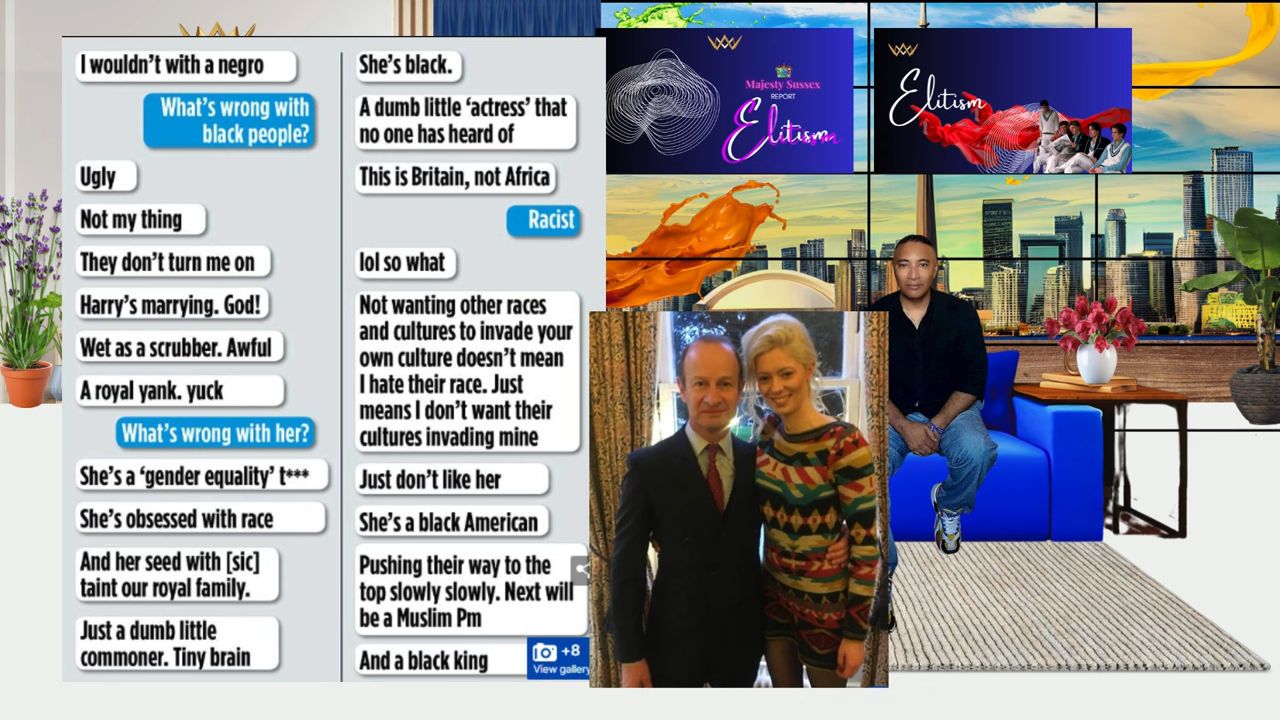 I wouldn't with a negro
What's wrong with
black people?
Ugly
Not my thing
They don't turn me on
Harry's marrying. God!
Wet as a scrubber. Awful
A royal yank. yuck
What's wrong with her?
She's a 'gender equality' t***
She's obsessed with race
And her seed with [sic]
taint our royal family.
Just a dumb little
commoner. Tiny brain
She's black.
A dumb little 'actress' that
no one has heard of
This is Britain, not Africa
Racist
lol so what
Not wanting other races
and cultures to invade your
own culture doesn't mean
I hate their race. Just
means I don't want their
cultures invading mine
Just don't like her
She's a black American
Pushing their way to the
top slowly slowly. Next will
be a Muslim Pm
And a black king
+8
View gallery
Majesty Sussex
REPORT
Elitism
Elitism